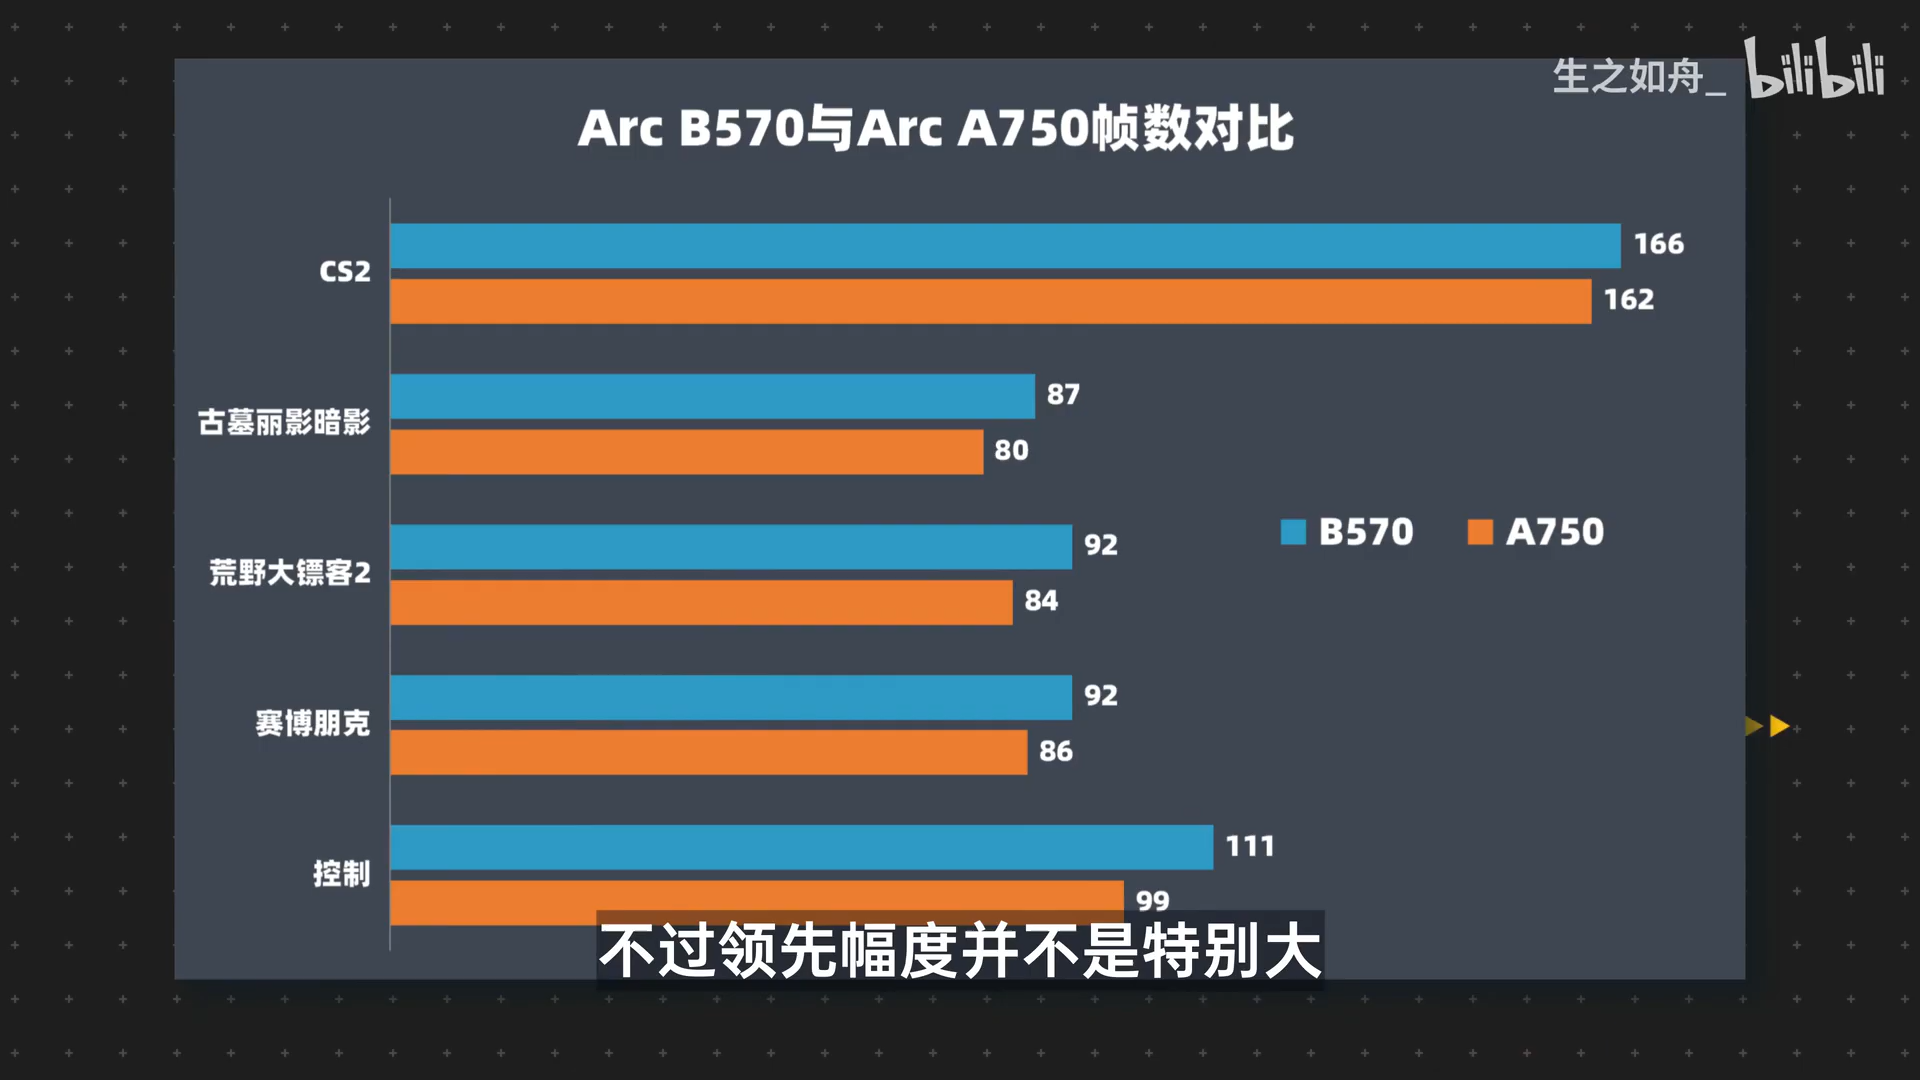 生之如舟_ bilibili
Arc B570与Arc A750帧数对比
CS2
166
162
古墓丽影暗影
87
80
荒野大镖客2
92
84
B570 A750
赛博朋克
92
86
控制
111
99
不过领先幅度并不是特别大